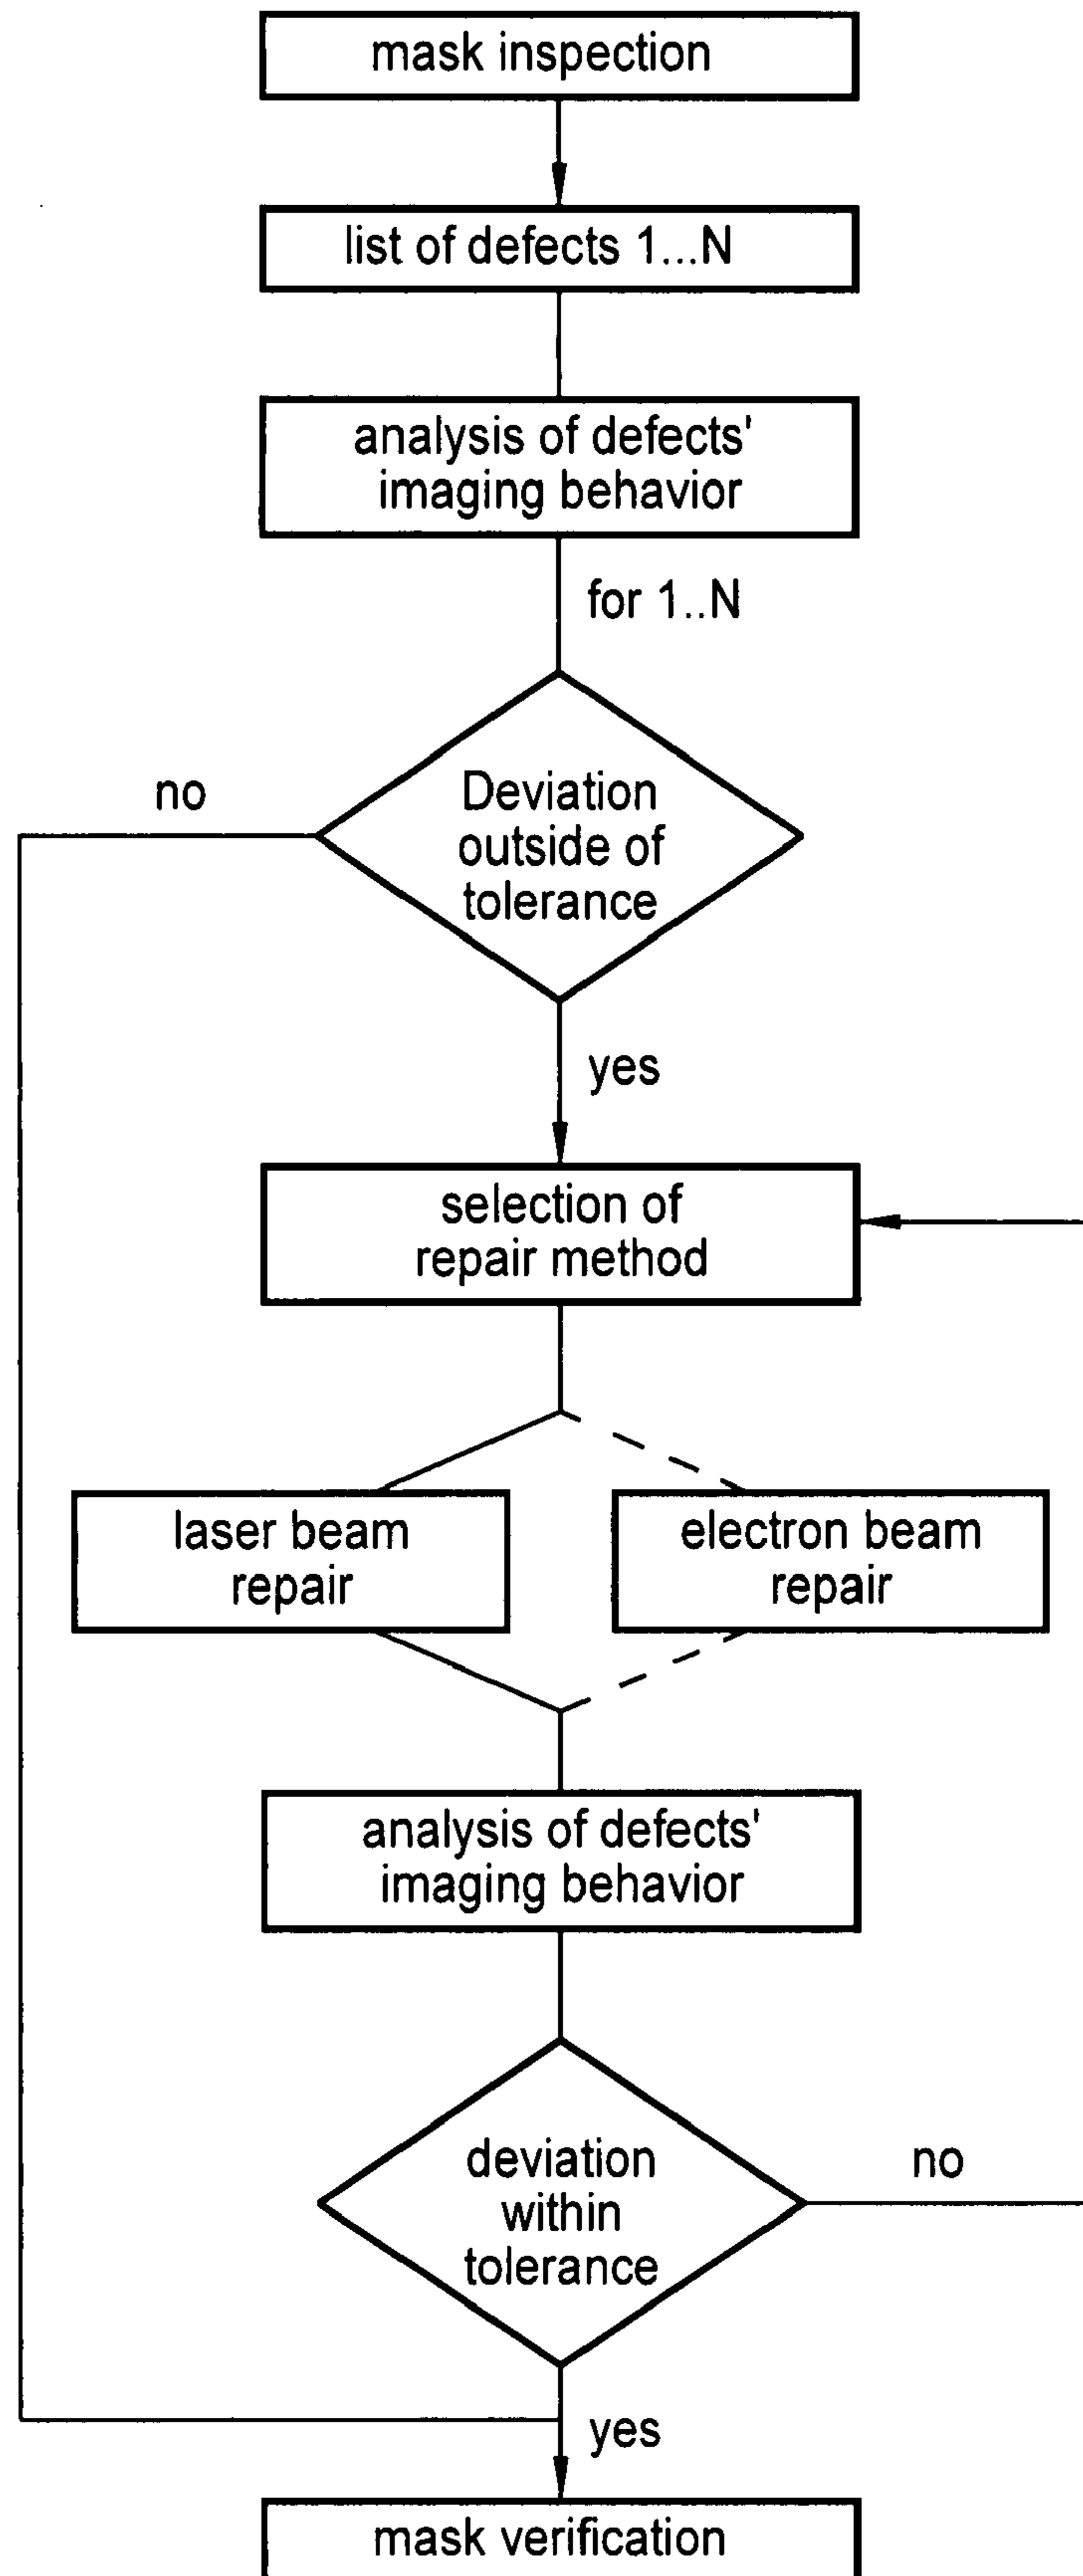 mask inspection
list of defects 1...N
analysis of defects'
imaging behavior
for 1..N
no
Deviation
outside of
tolerance
yes
selection of
repair method
laser beam
repair
electron beam
repair
analysis of defects'
imaging behavior
deviation
within
tolerance
no
yes
mask verification